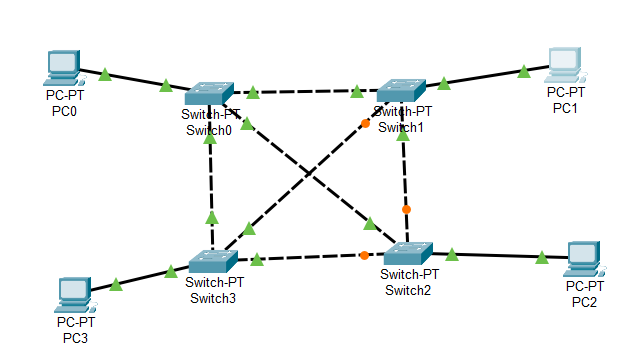 PC-PT
PC0
Switch-PT
Switch0
Switch-PT
Switch1
PC-PT
PC1
Switch-PT
Switch3
Switch-PT
Switch2
PC-PT
PC2
PC-PT
PC3